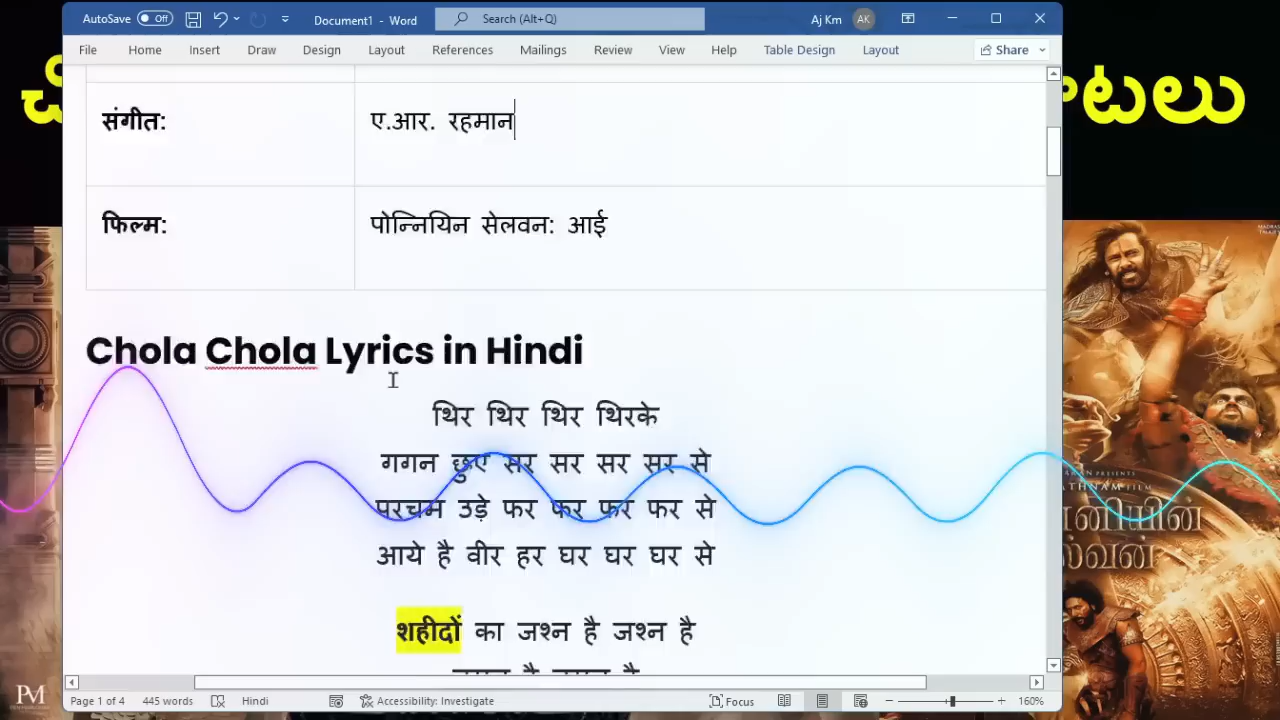 AutoSave Off Document1 - Word Search (Alt+Q) Aj Km AK
File Home Insert Draw Design Layout References Mailings Review View Help Table Design Layout Share
ాటలు
संगीत: ए.आर. रहमान
फिल्म: पोन्नियिन सेलवन: आई
Chola Chola Lyrics in Hindi
थिर थिर थिर थिरके
गगन छुए सर सर सर सर से
परचम उड़े फर फर फर फर से
आये है वीर हर घर घर घर से
शहीदों का जश्न है जश्न है
Page 1 of 4 445 words Hindi Accessibility: Investigate Focus 160%